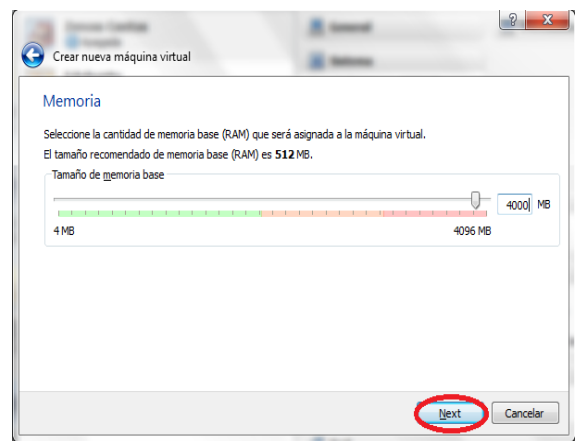 Crear nueva máquina virtual
Memoria
Seleccione la cantidad de memoria base (RAM) que será asignada a la máquina virtual.
El tamaño recomendado de memoria base (RAM) es 512 MB.
Tamaño de memoria base
4000 MB
4 MB 4096 MB
Next Cancelar